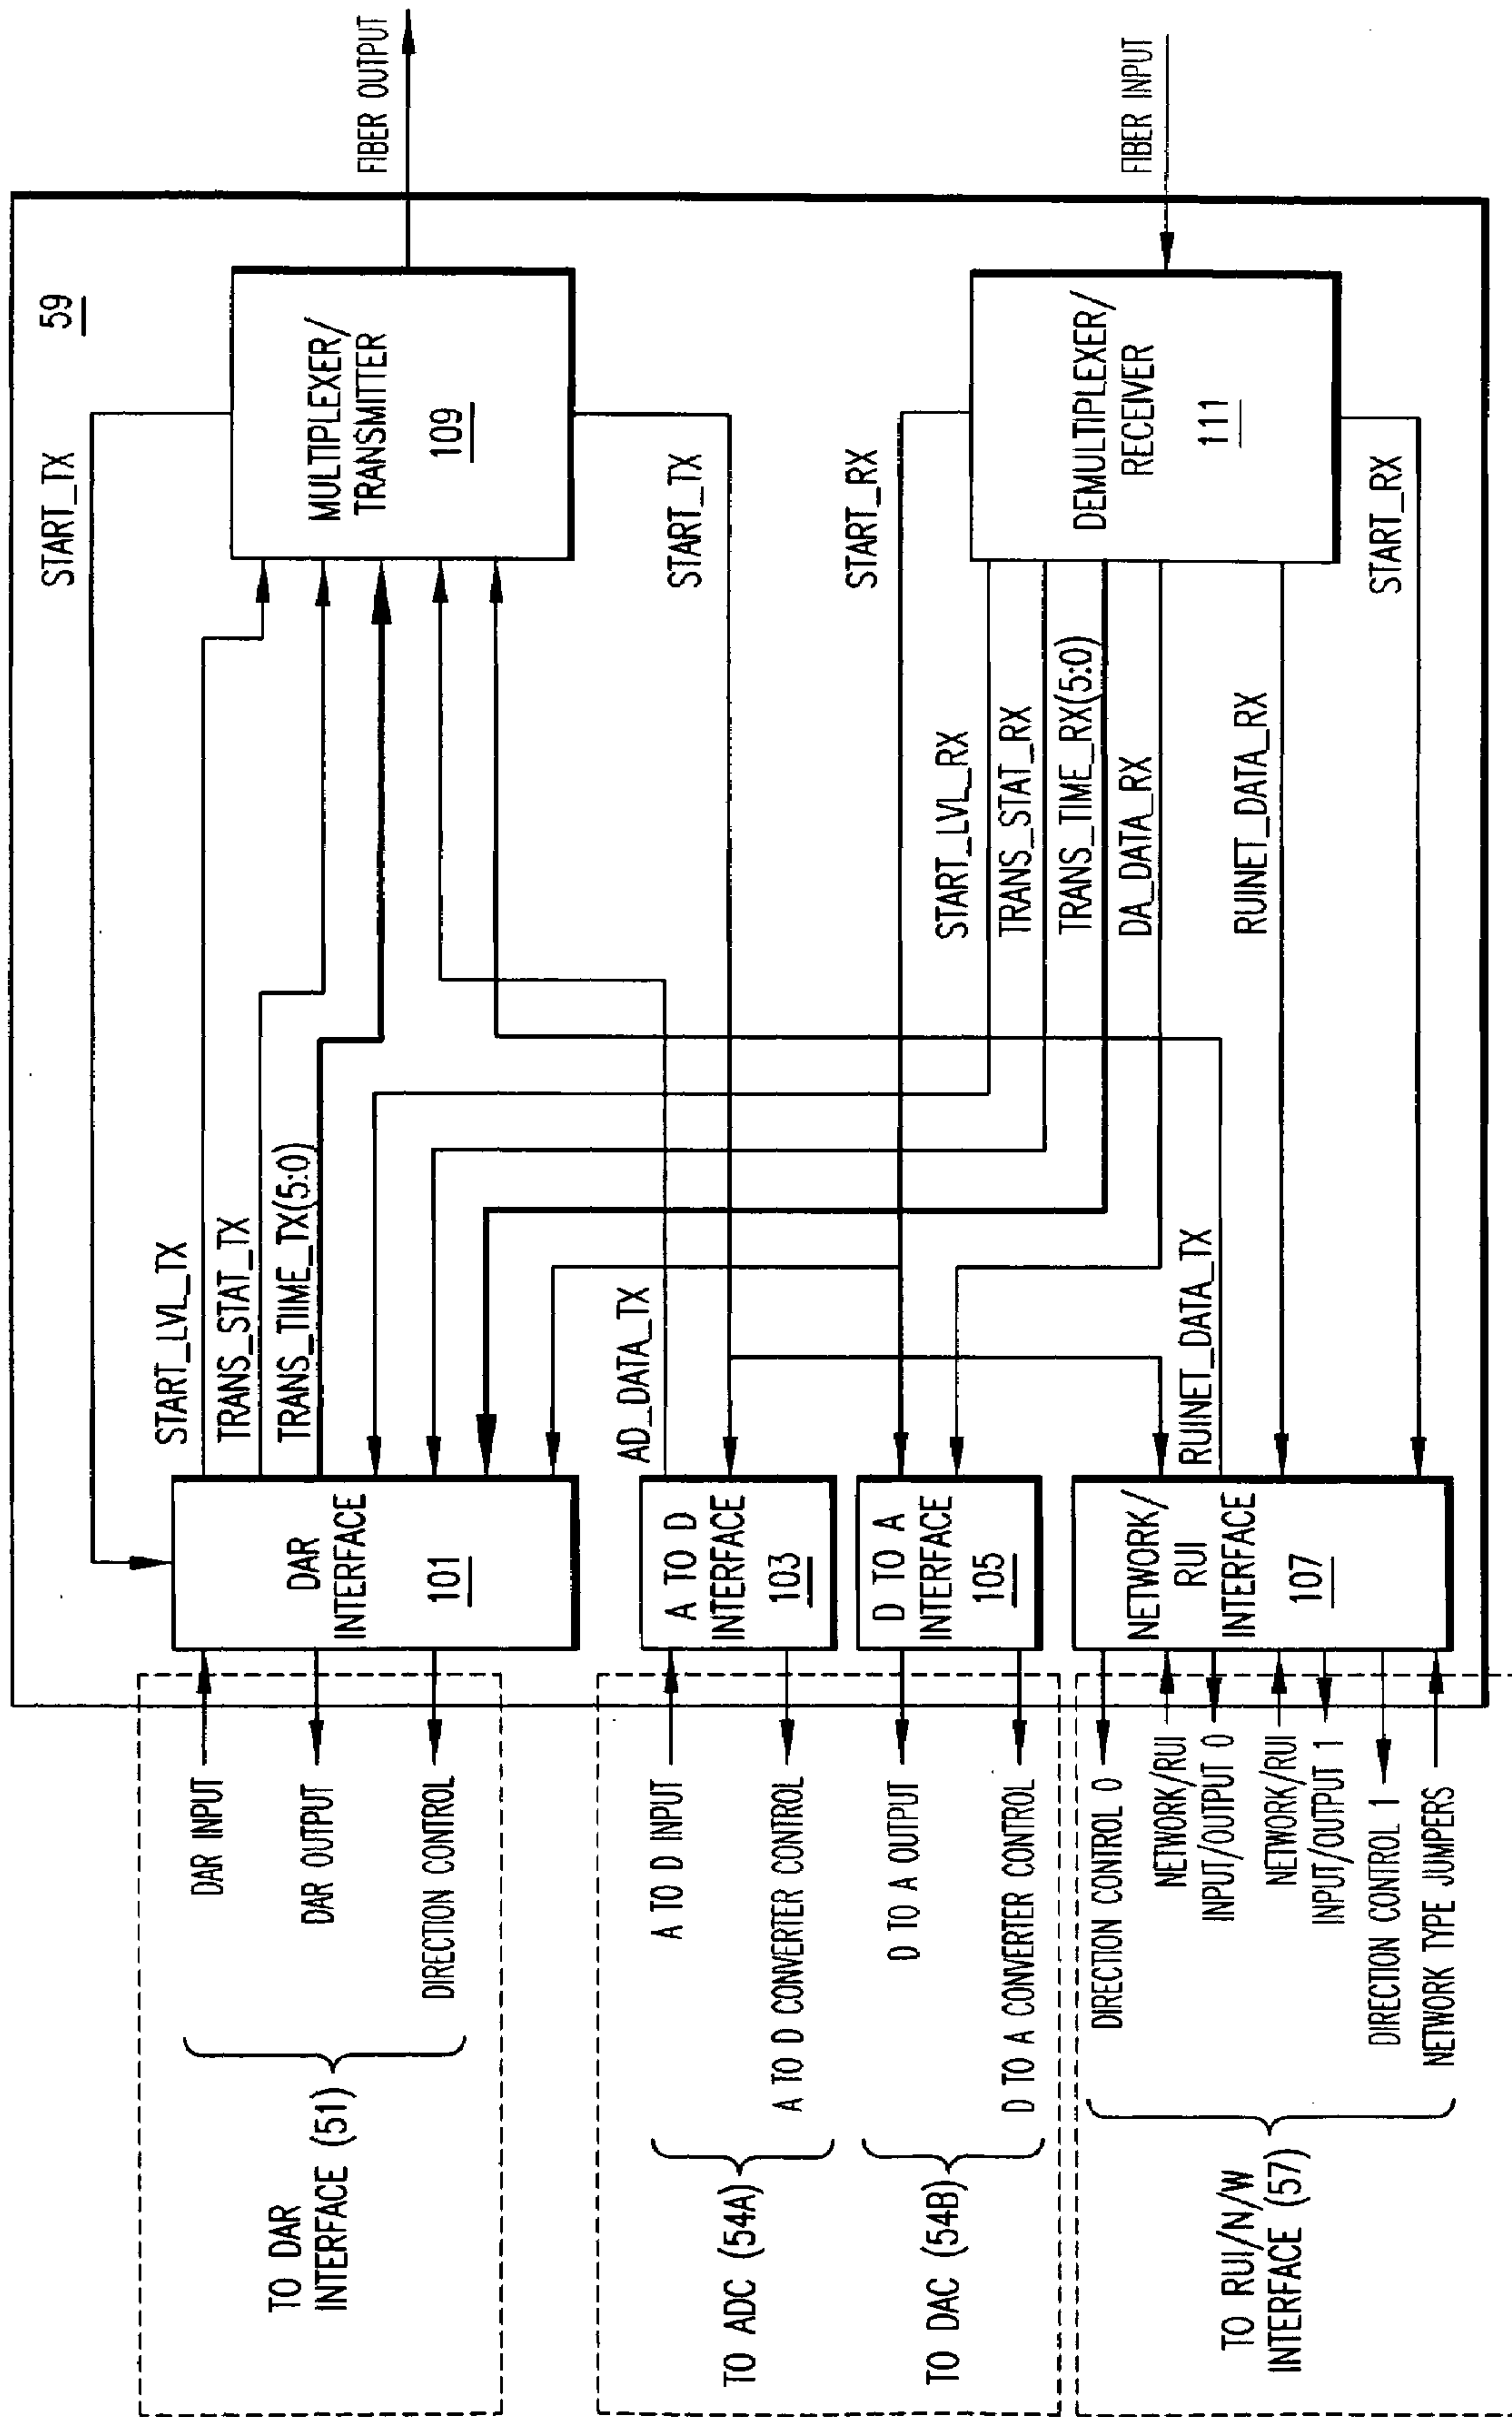 59
FIBER OUTPUT
FIBER INPUT
START_TX
MULTIPLEXER/
TRANSMITTER
109
START_TX
START_RX
DEMULTIPLEXER/
RECEIVER
111
START_RX
START_LVL_TX
TRANS_STAT_TX
TRANS_TIIME_TX(5:0)
AD_DATA_TX
RUINET_DATA_TX
START_LVL_RX
TRANS_STAT_RX
TRANS_TIME_RX(5:0)
DA_DATA_RX
RUINET_DATA_RX
DAR
INTERFACE
101
A TO D
INTERFACE
103
D TO A
INTERFACE
105
NETWORK/
RUI
INTERFACE
107
DAR INPUT
DAR OUTPUT
DIRECTION CONTROL
A TO D INPUT
A TO D CONVERTER CONTROL
D TO A OUTPUT
D TO A CONVERTER CONTROL
DIRECTION CONTROL 0
NETWORK/RUI
INPUT/OUTPUT 0
NETWORK/RUI
INPUT/OUTPUT 1
DIRECTION CONTROL 1
NETWORK TYPE JUMPERS
TO DAR
INTERFACE (51)
TO ADC (54A)
TO DAC (54B)
TO RUI/N/W
INTERFACE (57)